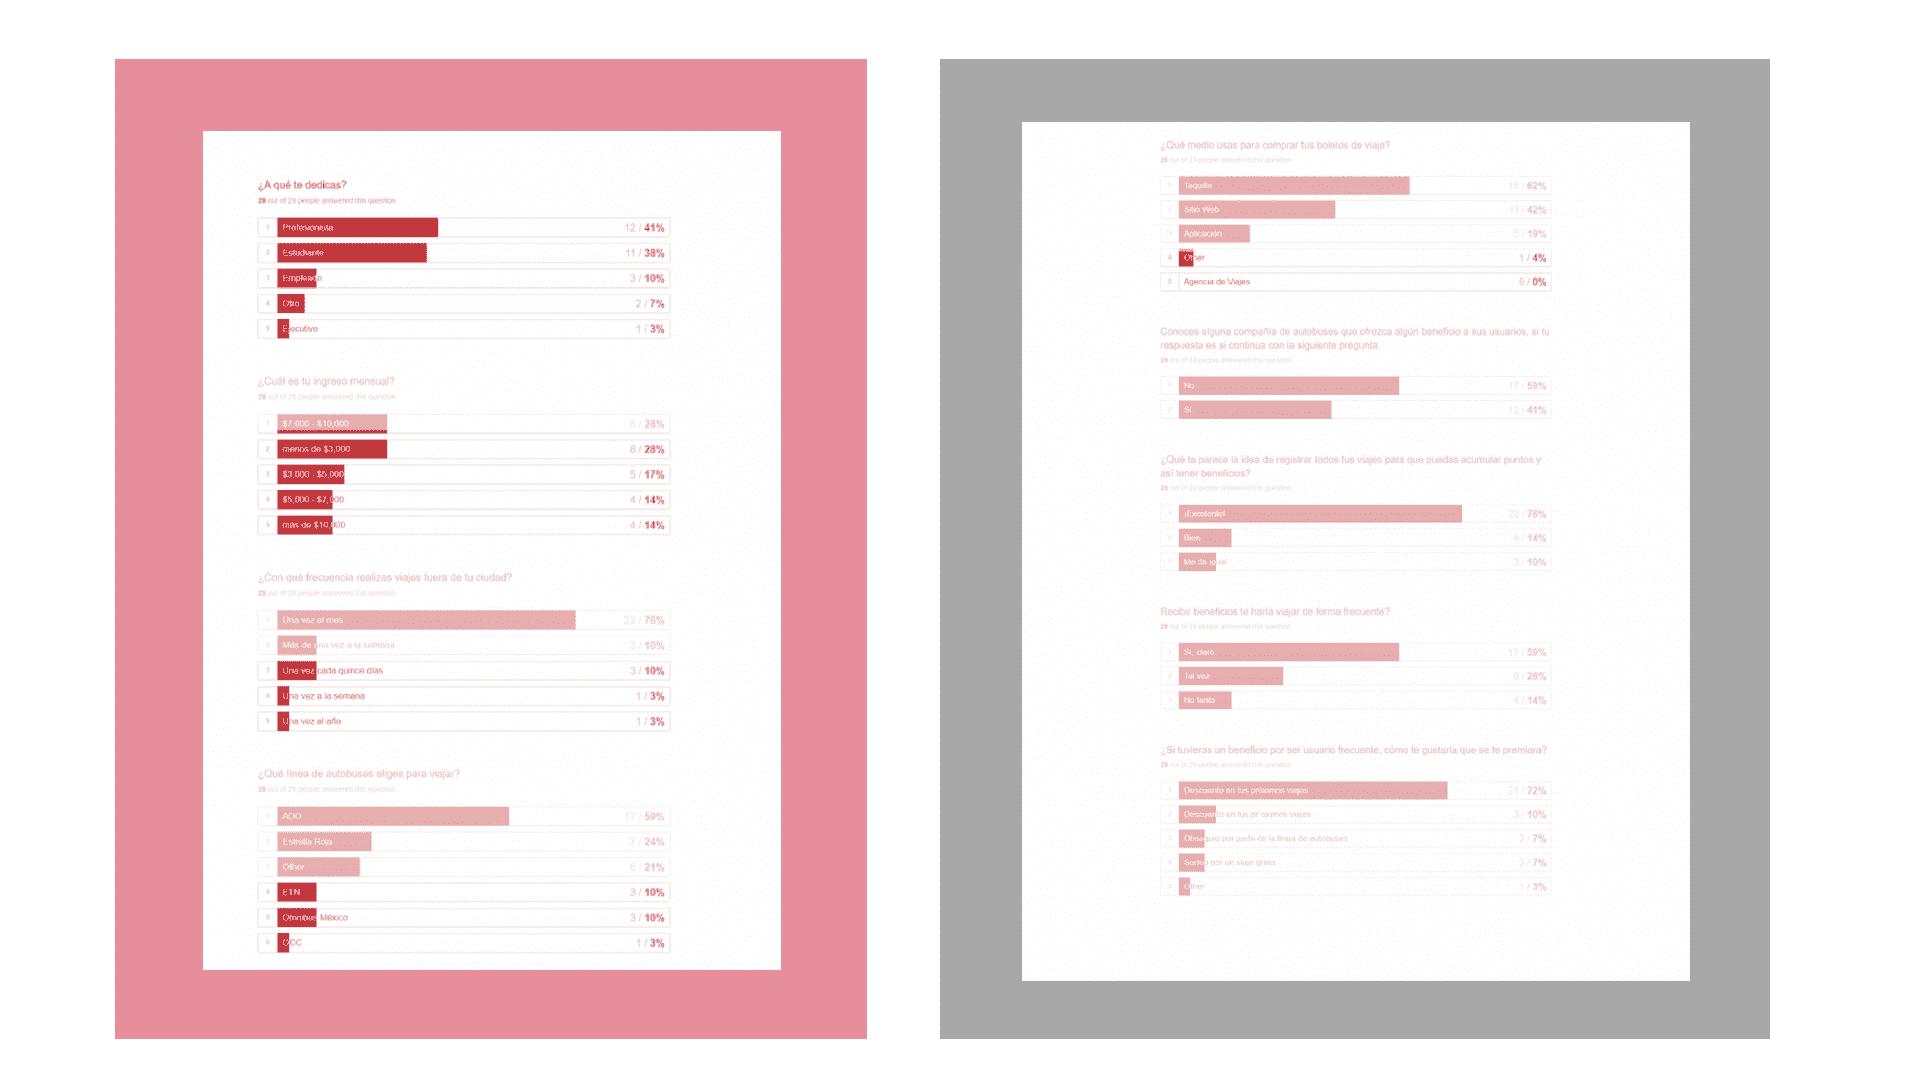 ¿A qué te dedicas?
29 out of 29 people answered this question
1 Profesionista 12 / 41%
2 Estudiante 11 / 38%
3 Empleado 3 / 10%
4 Otro 2 / 7%
5 Ejecutivo 1 / 3%
¿Cuál es tu ingreso mensual?
29 out of 29 people answered this question
1 $7,000 - $10,000 8 / 28%
2 menos de $3,000 8 / 28%
3 $3,000 - $5,000 5 / 17%
4 $5,000 - $7,000 4 / 14%
5 más de $10,000 4 / 14%
¿Con qué frecuencia realizas viajes fuera de tu ciudad?
29 out of 29 people answered this question
1 Una vez al mes 22 / 76%
2 Más de una vez a la semana 3 / 10%
3 Una vez cada quince días 3 / 10%
4 Una vez a la semana 1 / 3%
5 Una vez al año 1 / 3%
¿Qué línea de autobuses eliges para viajar?
29 out of 29 people answered this question
1 ADO 17 / 59%
2 Estrella Roja 7 / 24%
3 Other 6 / 21%
4 ETN 3 / 10%
5 Omnibus México 3 / 10%
6 OCC 1 / 3%
¿Qué medio usas para comprar tus boletos de viaje?
26 out of 29 people answered this question
1 Taquilla 16 / 62%
2 Sitio Web 11 / 42%
3 Aplicación 5 / 19%
4 Other 1 / 4%
5 Agencia de Viajes 0 / 0%
Conoces alguna compañía de autobuses que ofrezca algún beneficio a sus usuarios, si tu
respuesta es si continua con la siguiente pregunta.
29 out of 29 people answered this question
1 No 17 / 59%
2 Sí 12 / 41%
¿Qué te parece la idea de registrar todos tus viajes para que puedas acumular puntos y
así tener beneficios?
29 out of 29 people answered this question
1 ¡Excelente! 22 / 76%
2 Bien 4 / 14%
3 Me da igual 3 / 10%
Recibir beneficios te haría viajar de forma frecuente?
29 out of 29 people answered this question
1 Sí, claro 17 / 59%
2 Tal vez 8 / 28%
3 No tanto 4 / 14%
¿Si tuvieras un beneficio por ser usuario frecuente, cómo te gustaría que se te premiara?
29 out of 29 people answered this question
1 Descuento en tus próximos viajes 21 / 72%
2 Descuento en tus pr oximos viajes 3 / 10%
3 Obsequio por parte de la línea de autobuses 2 / 7%
4 Sorteo por un viaje gratis 2 / 7%
5 Other 1 / 3%